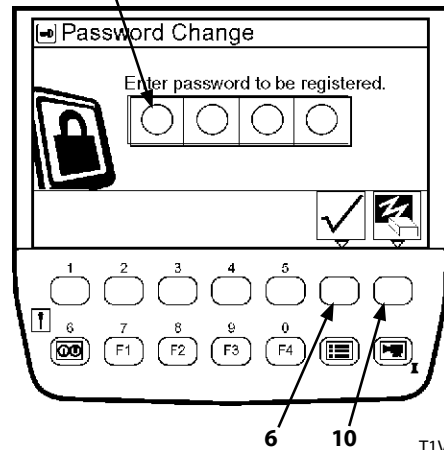 Password Change
Enter password to be registered.
1 2 3 4 5
6 7 8 9 0
F1 F2 F3 F4
6 10
T1V